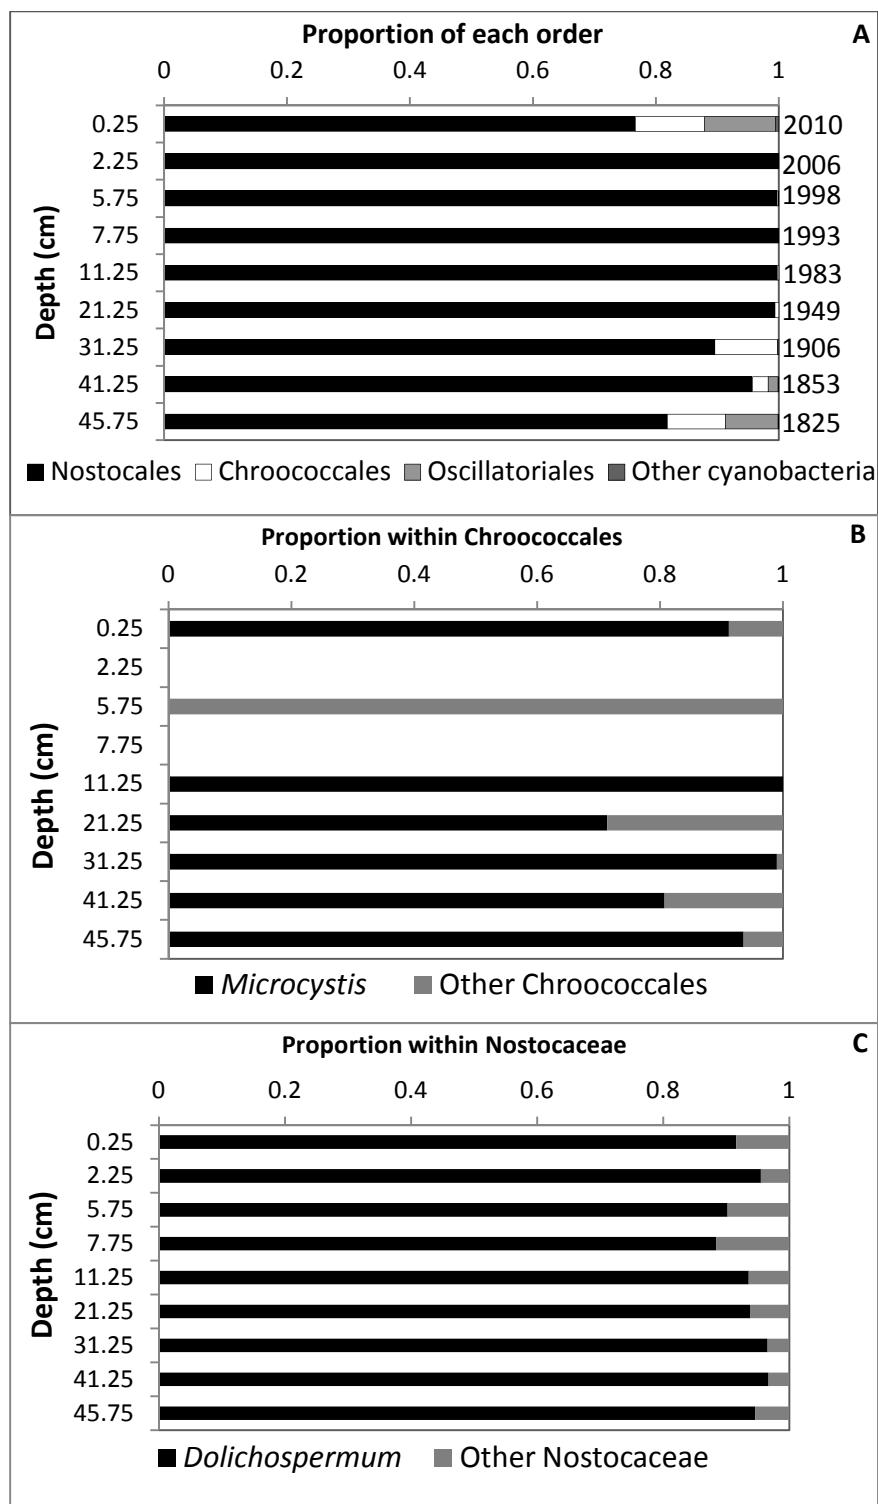 Proportion of each order A
0 0.2 0.4 0.6 0.8 1
Depth (cm)
0.25 2010
2.25 2006
5.75 1998
7.75 1993
11.25 1983
21.25 1949
31.25 1906
41.25 1853
45.75 1825
Nostocales Chroococcales Oscillatoriales Other cyanobacteria
Proportion within Chroococcales B
0 0.2 0.4 0.6 0.8 1
Depth (cm)
0.25
2.25
5.75
7.75
11.25
21.25
31.25
41.25
45.75
Microcystis Other Chroococcales
Proportion within Nostocaceae C
0 0.2 0.4 0.6 0.8 1
Depth (cm)
0.25
2.25
5.75
7.75
11.25
21.25
31.25
41.25
45.75
Dolichospermum Other Nostocaceae